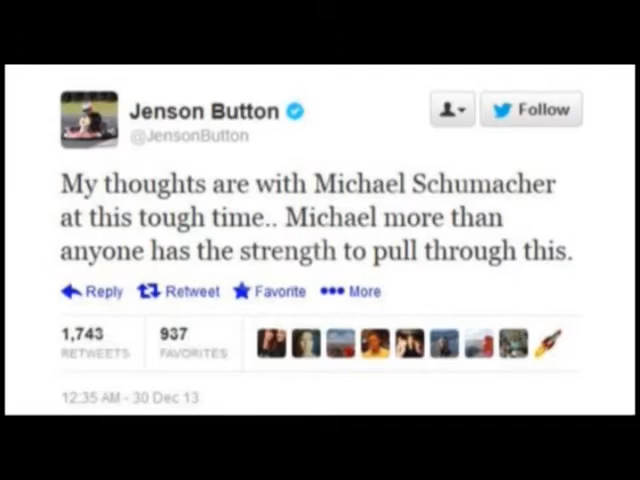 Jenson Button
@JensonButton
Follow
My thoughts are with Michael Schumacher
at this tough time.. Michael more than
anyone has the strength to pull through this.
Reply Retweet Favorite More
1,743 937
RETWEETS FAVORITES
12:35 AM - 30 Dec 13